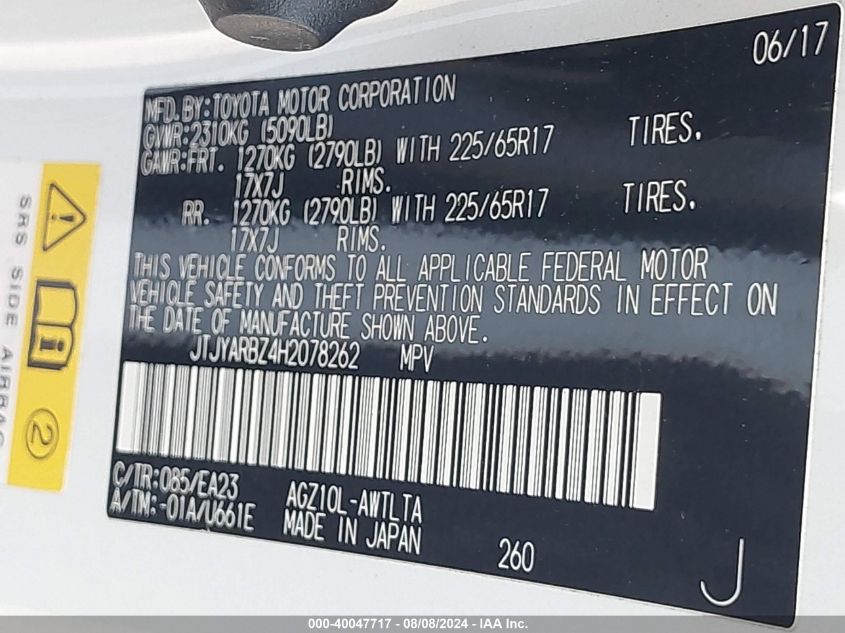 06/17
MFD. BY:TOYOTA MOTOR CORPORATION
GVWR:2310KG (5090LB)
GAWR:FRT. 1270KG (2790LB) WITH 225/65R17 TIRES.
17X7J RIMS.
RR. 1270KG (2790LB) WITH 225/65R17 TIRES.
17X7J RIMS.
THIS VEHICLE CONFORMS TO ALL APPLICABLE FEDERAL MOTOR
VEHICLE SAFETY AND THEFT PREVENTION STANDARDS IN EFFECT ON
THE DATE OF MANUFACTURE SHOWN ABOVE.
JTJYARBZ4H2078262 MPV
C/TR:085/EA23
A/TM:-01A/U661E
AGZ10L-AWTLTA
MADE IN JAPAN
260
J
SRS SIDE AIRBAG
2
000-40047717 - 08/08/2024 - IAA Inc.